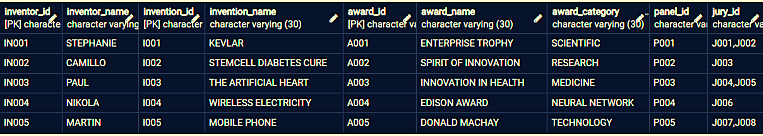 inventor_id inventor_name invention_id invention_name award_id award_name award_category panel_id jury_id
[PK] characte character varying [PK] character character varying (30) [PK] character va character varying (30) character varying (30) character va character va
IN001 STEPHANIE I001 KEVLAR A001 ENTERPRISE TROPHY SCIENTIFIC P001 J001,J002
IN002 CAMILLO I002 STEMCELL DIABETES CURE A002 SPIRIT OF INNOVATION RESEARCH P002 J003
IN003 PAUL I003 THE ARTIFICIAL HEART A003 INNOVATION IN HEALTH MEDICINE P003 J004,J005
IN004 NIKOLA I004 WIRELESS ELECTRICITY A004 EDISON AWARD NEURAL NETWORK P004 J006
IN005 MARTIN I005 MOBILE PHONE A005 DONALD MACHAY TECHNOLOGY P005 J007,J008